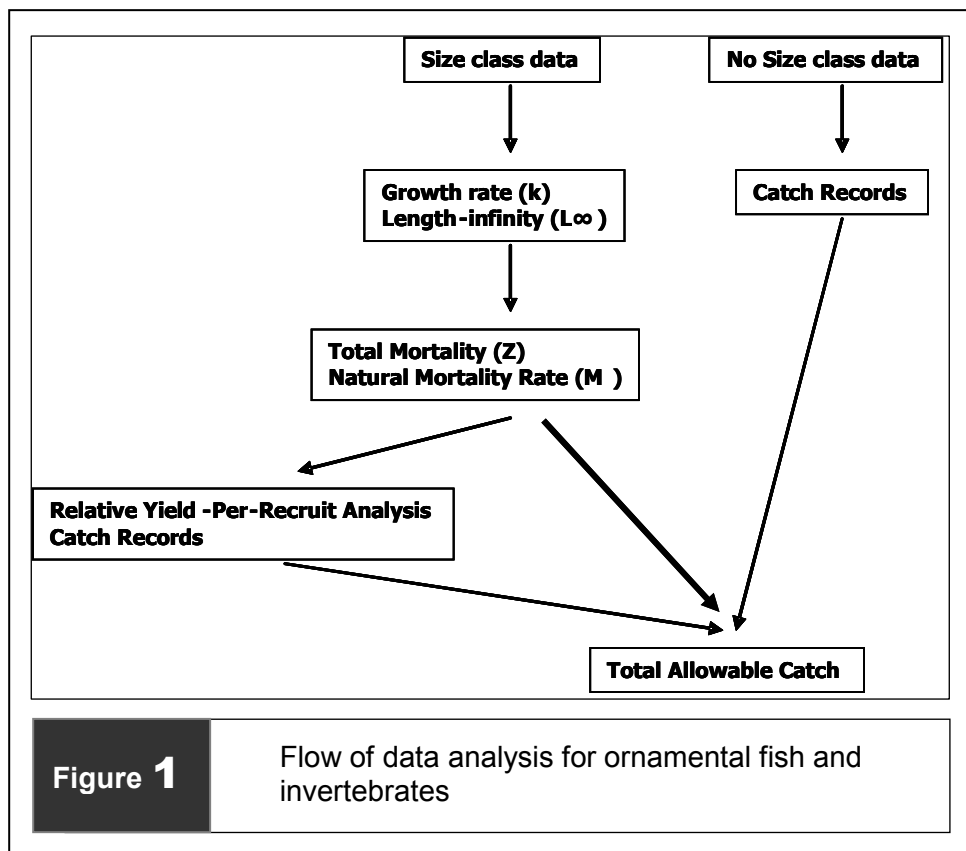 Size class data
No Size class data
Growth rate (k)
Length-infinity (L∞)
Catch Records
Total Mortality (Z)
Natural Mortality Rate (M )
Relative Yield -Per-Recruit Analysis
Catch Records
Total Allowable Catch
Figure 1
Flow of data analysis for ornamental fish and
invertebrates